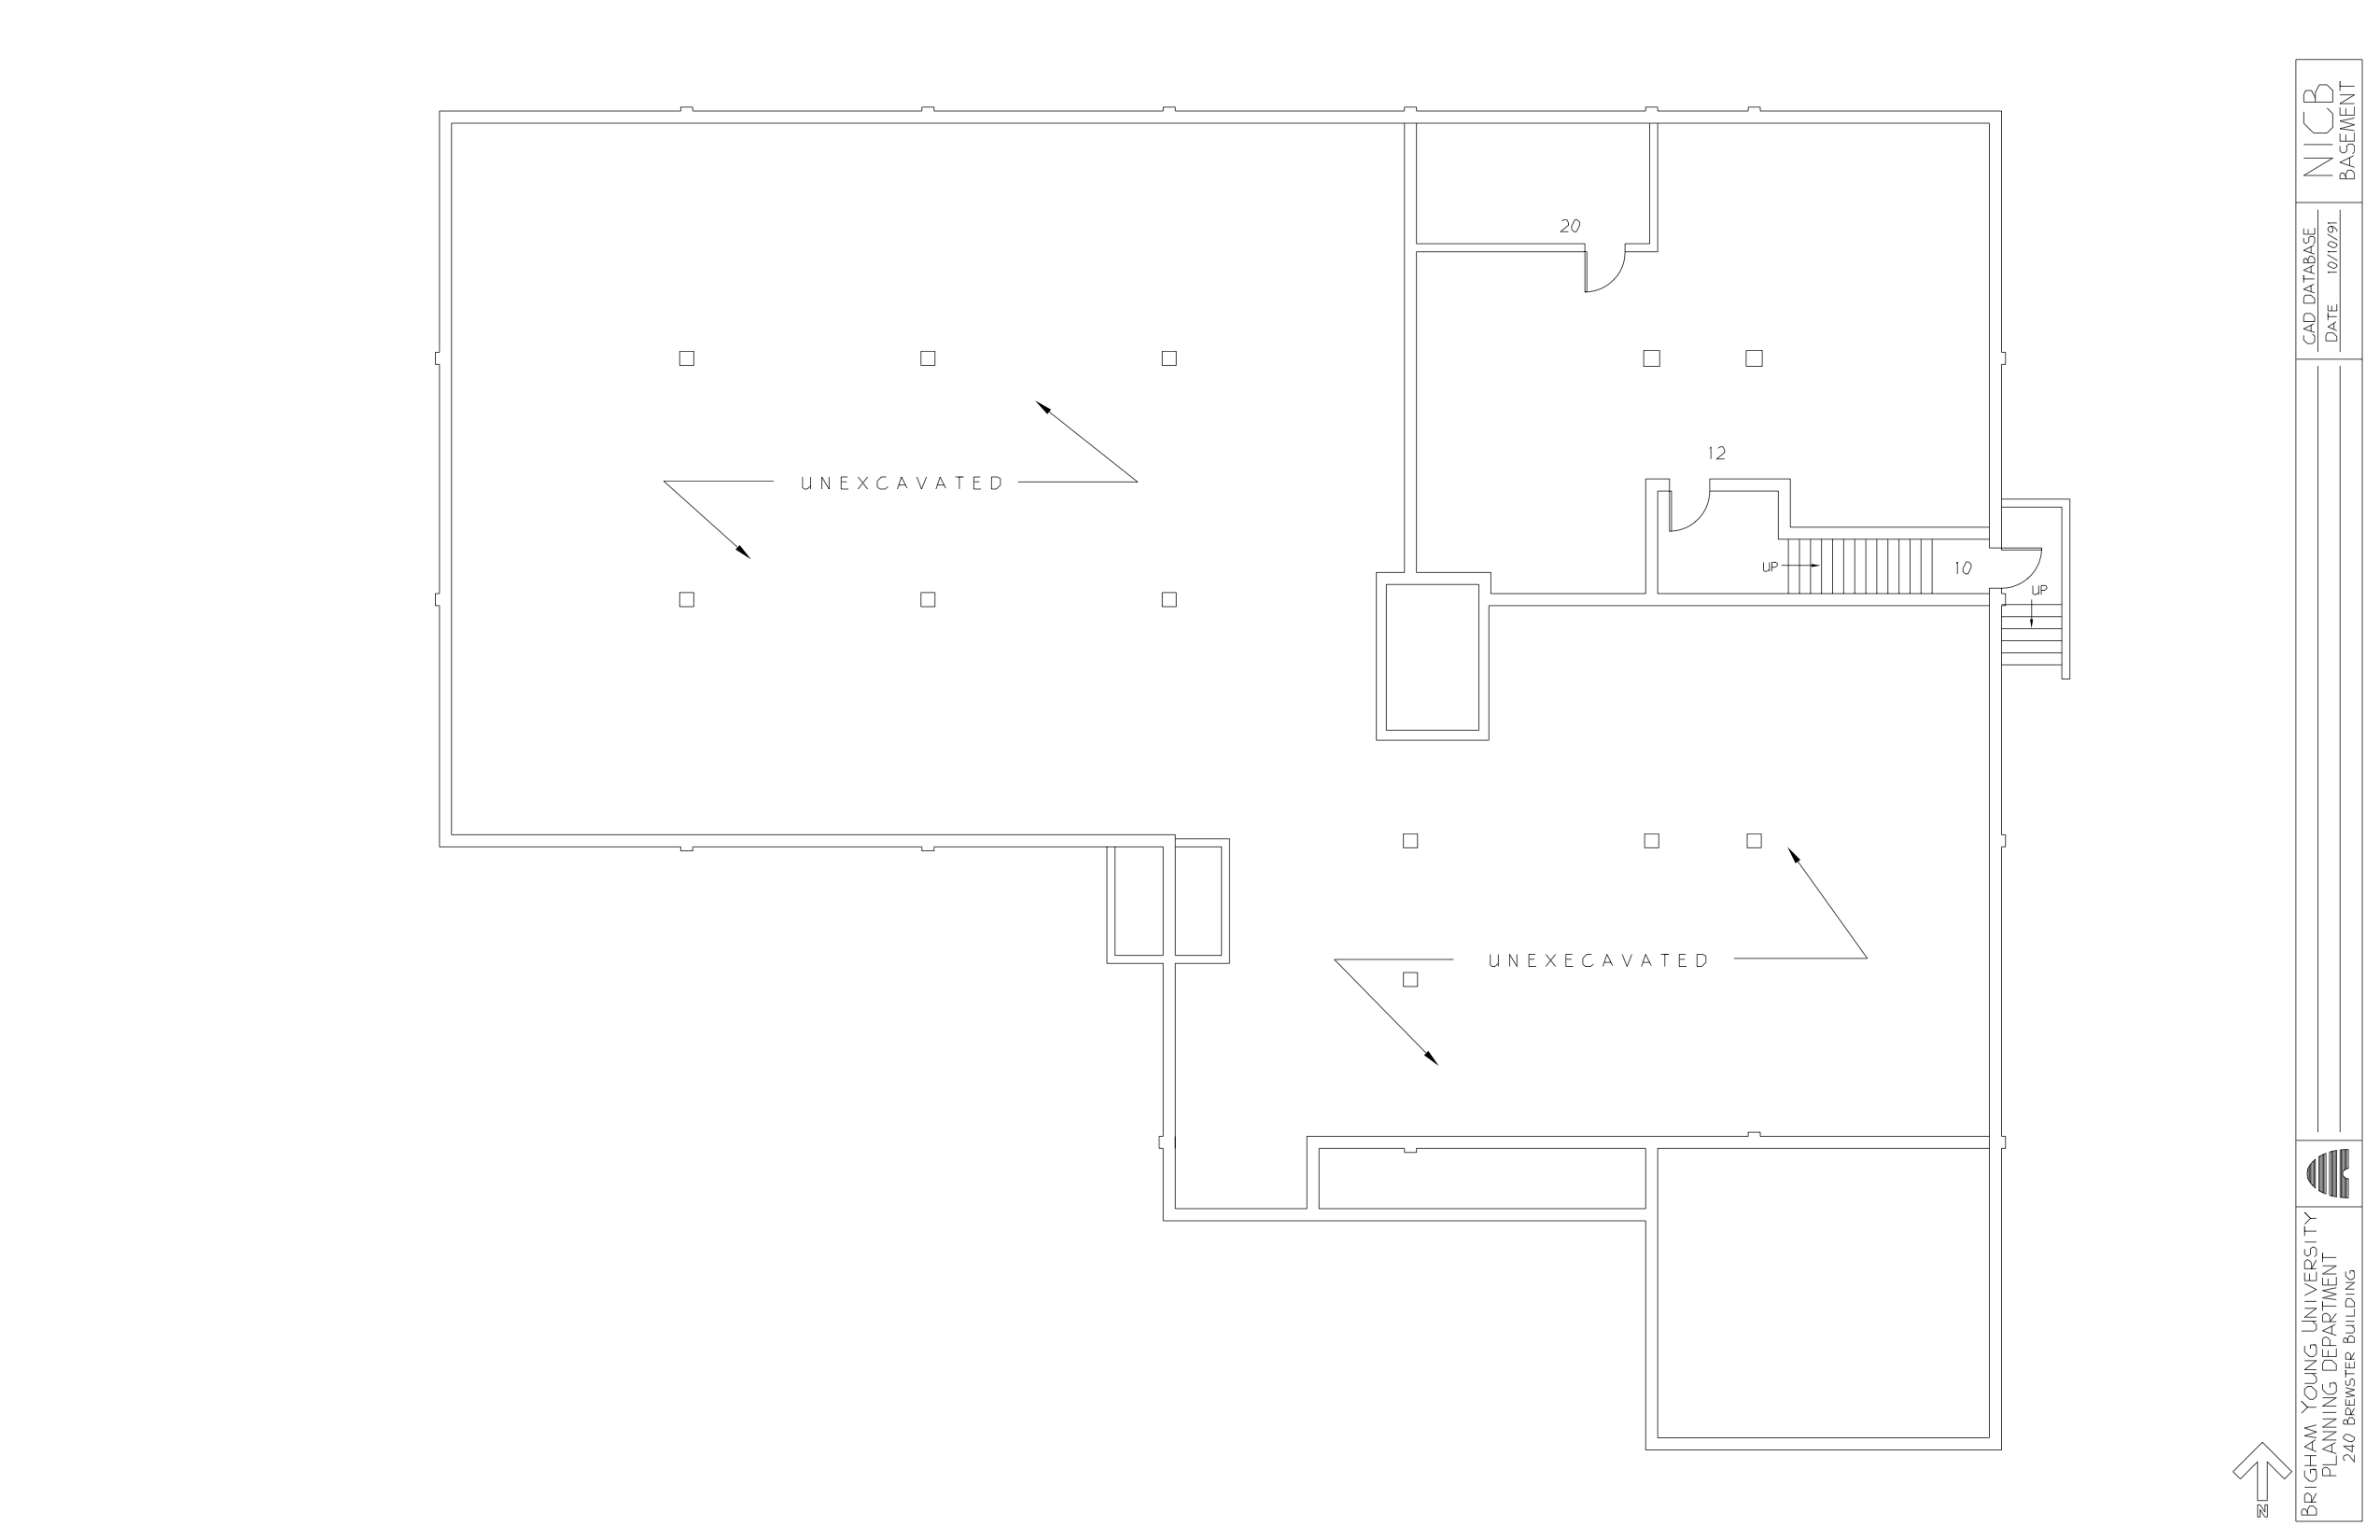 20
UNEXCAVATED
12
UP
10
UP
UNEXECAVATED
NICB
BASEMENT
CAD DATABASE
DATE 10/10/91
BRIGHAM YOUNG UNIVERSITY
PLANNING DEPARTMENT
240 BREWSTER BUILDING
N